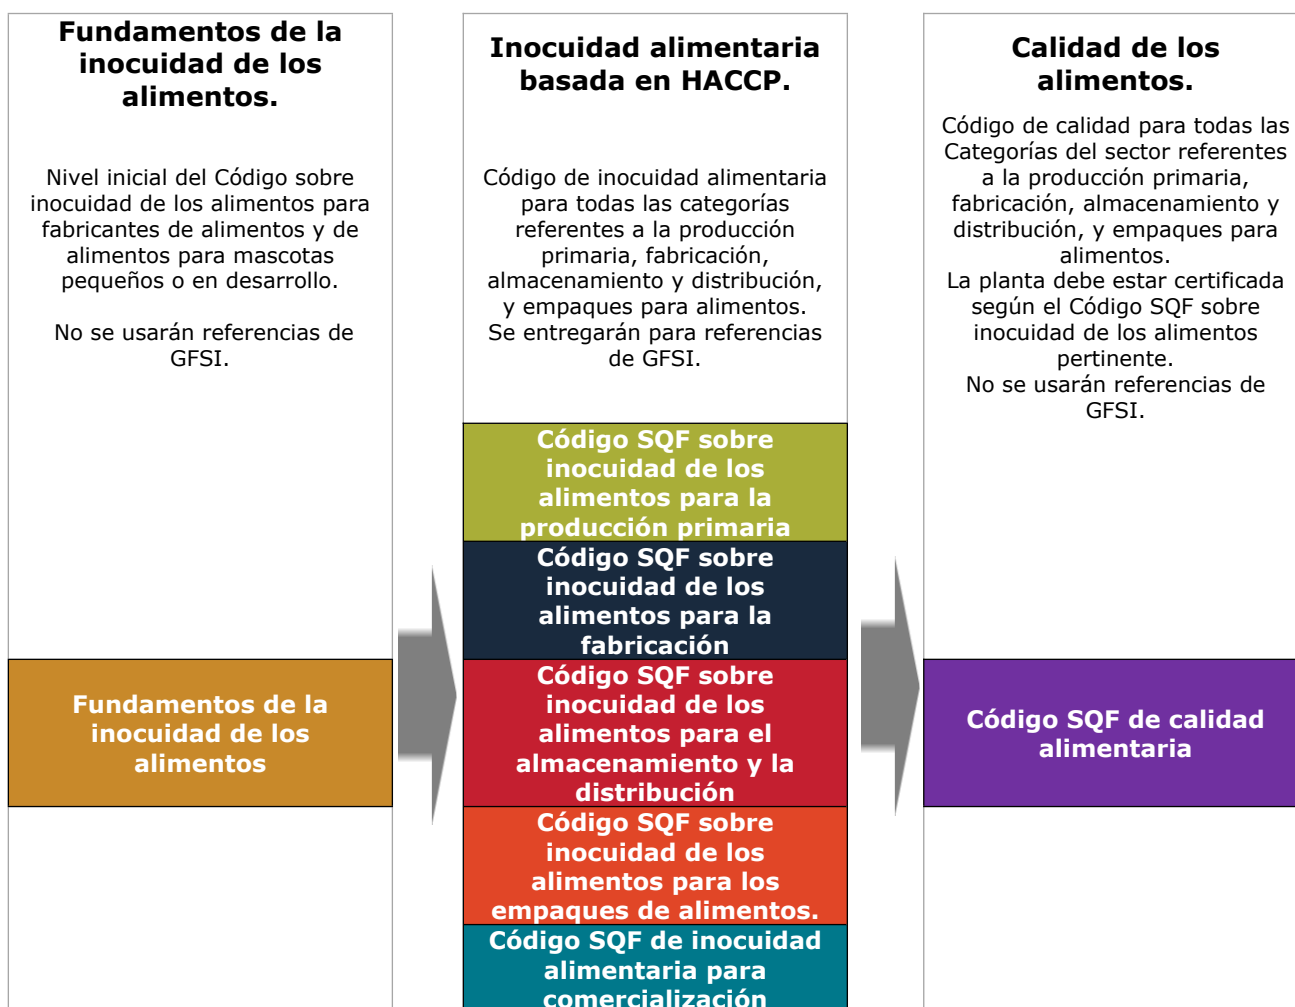 Fundamentos de la
inocuidad de los
alimentos.
Nivel inicial del Código sobre
inocuidad de los alimentos para
fabricantes de alimentos y de
alimentos para mascotas
pequeños o en desarrollo.
No se usarán referencias de
GFSI.
Fundamentos de la
inocuidad de los
alimentos
Inocuidad alimentaria
basada en HACCP.
Código de inocuidad alimentaria
para todas las categorías
referentes a la producción
primaria, fabricación,
almacenamiento y distribución,
y empaques para alimentos.
Se entregarán para referencias
de GFSI.
Código SQF sobre
inocuidad de los
alimentos para la
producción primaria
Código SQF sobre
inocuidad de los
alimentos para la
fabricación
Código SQF sobre
inocuidad de los
alimentos para el
almacenamiento y la
distribución
Código SQF sobre
inocuidad de los
alimentos para los
empaques de alimentos.
Código SQF de inocuidad
alimentaria para
comercialización
Calidad de los
alimentos.
Código de calidad para todas las
Categorías del sector referentes
a la producción primaria,
fabricación, almacenamiento y
distribución, y empaques para
alimentos.
La planta debe estar certificada
según el Código SQF sobre
inocuidad de los alimentos
pertinente.
No se usarán referencias de
GFSI.
Código SQF de calidad
alimentaria